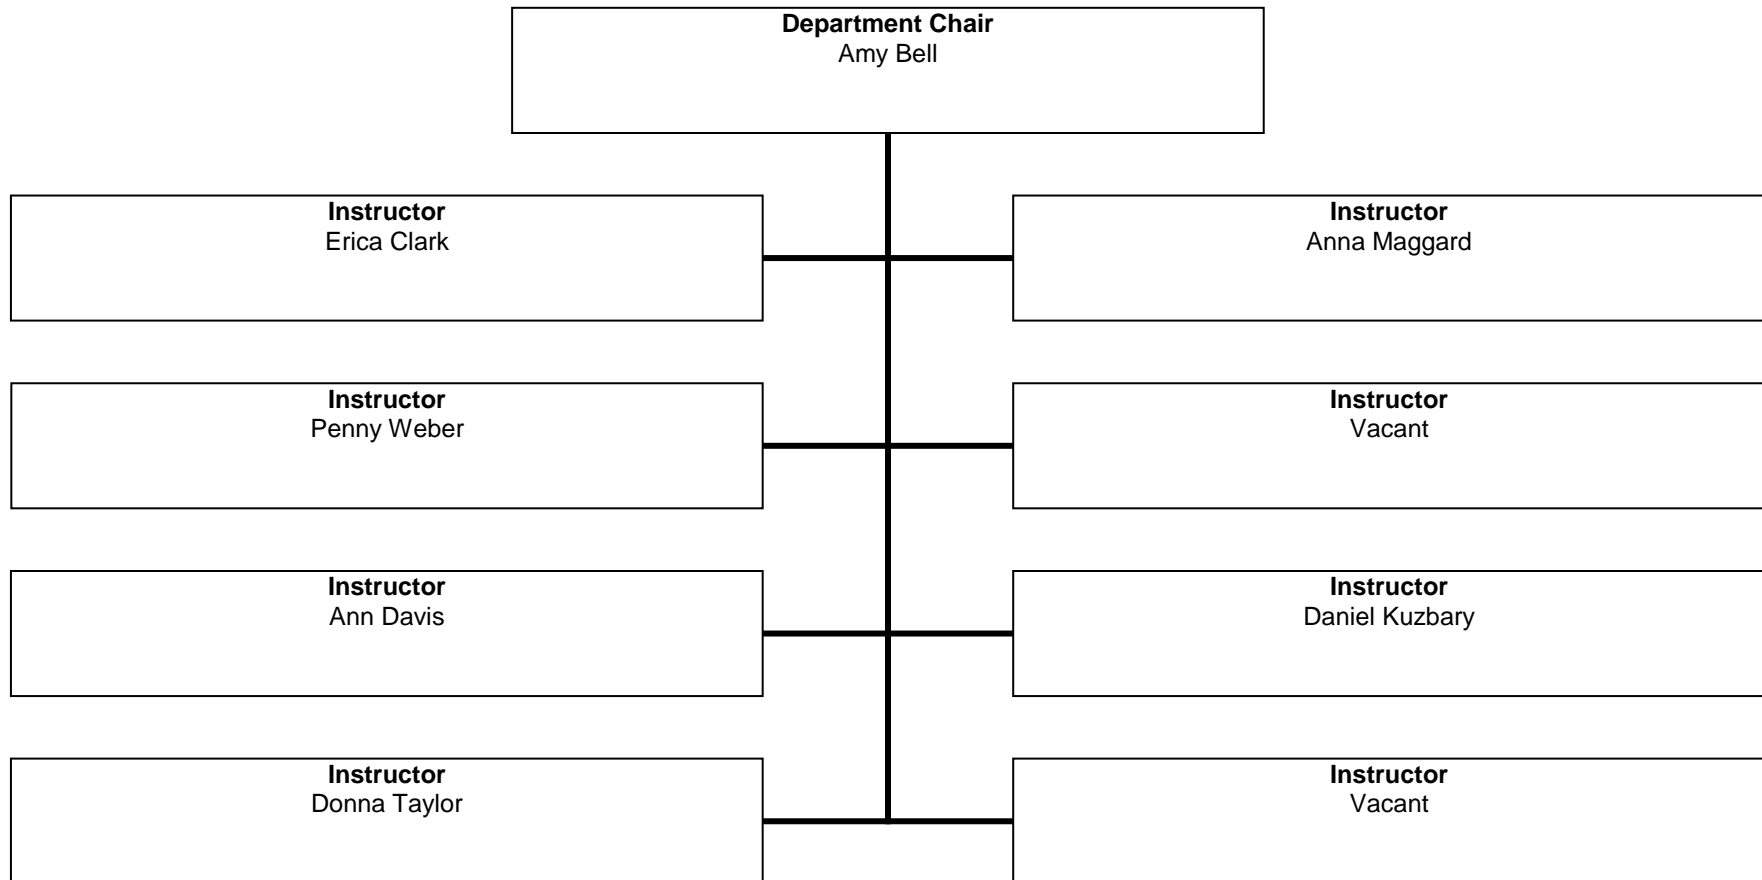 Department Chair
Amy Bell
Instructor
Erica Clark
Instructor
Anna Maggard
Instructor
Penny Weber
Instructor
Vacant
Instructor
Ann Davis
Instructor
Daniel Kuzbary
Instructor
Donna Taylor
Instructor
Vacant